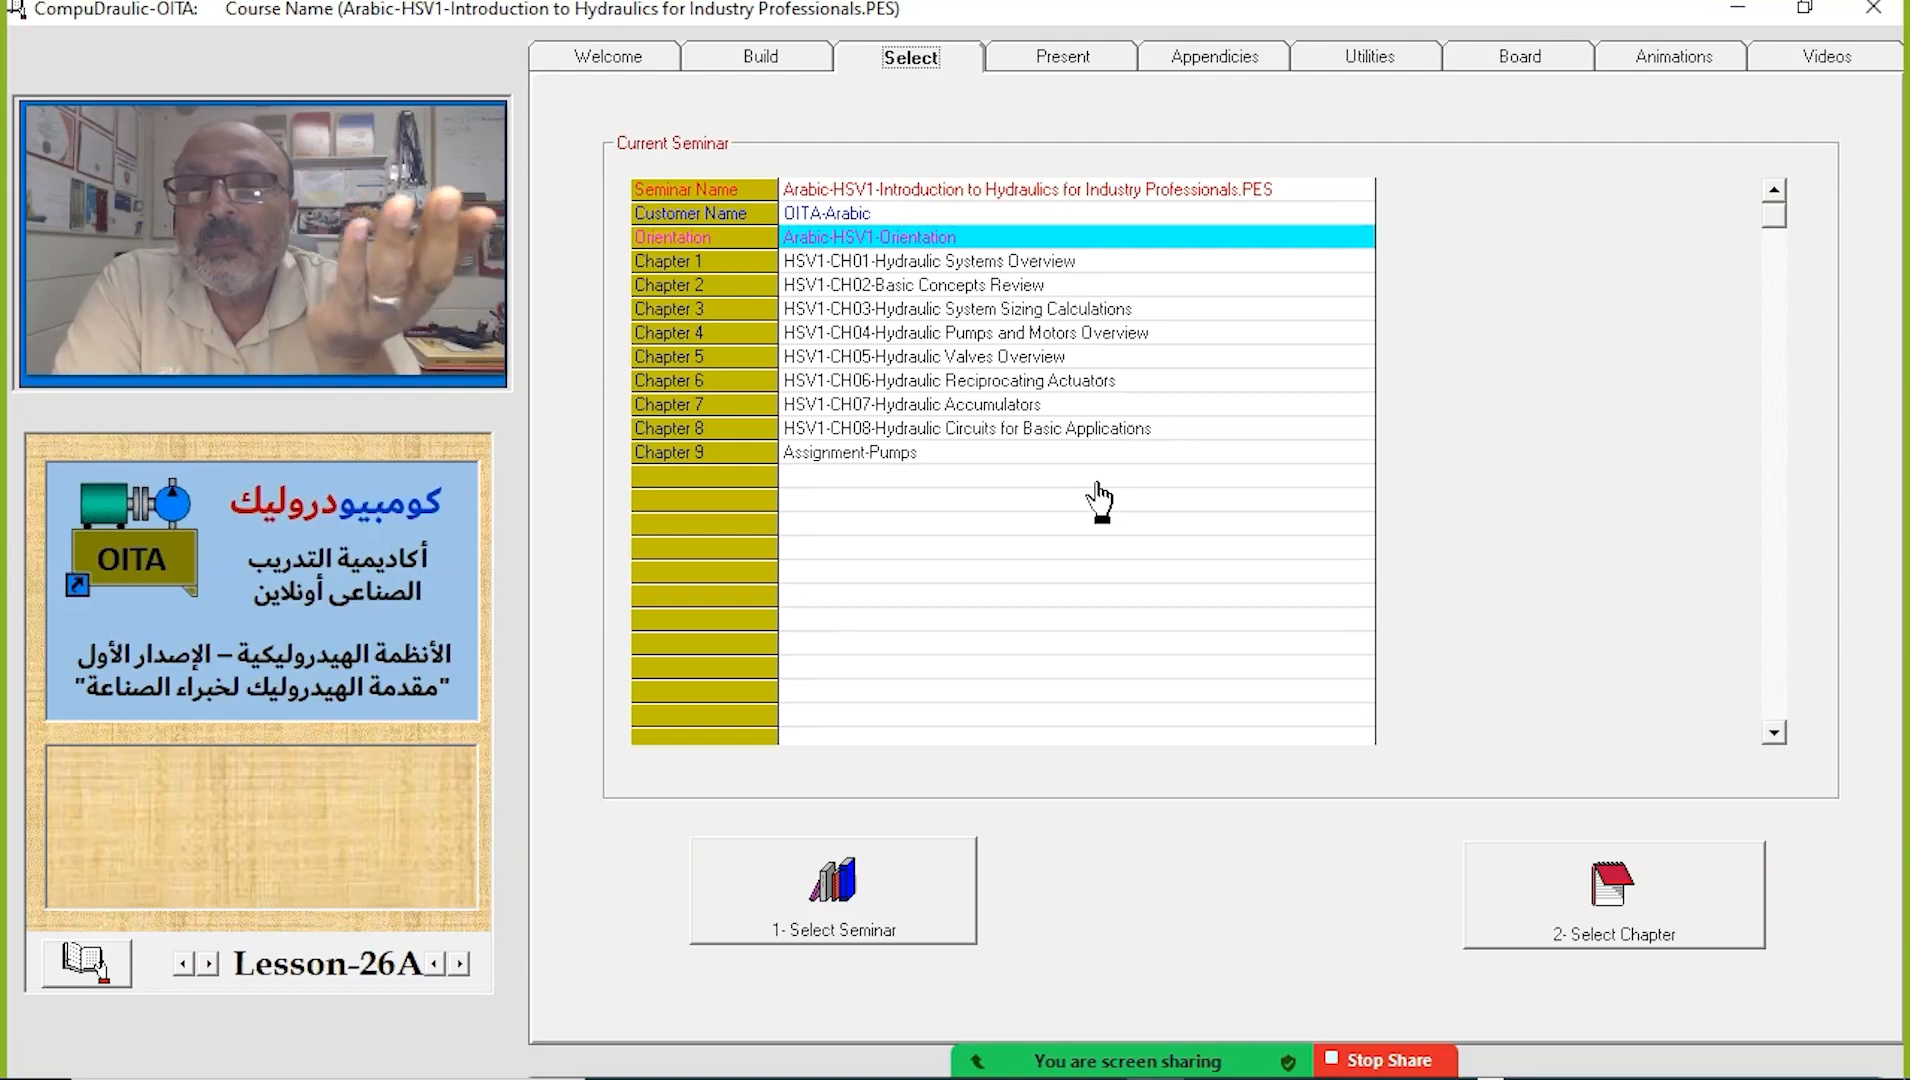 CompuDraulic-OITA: Course Name (Arabic-HSV1-Introduction to Hydraulics for Industry Professionals.PES)
Welcome Build Select Present Appendicies Utilities Board Animations Videos
Current Seminar
Seminar Name Arabic-HSV1-Introduction to Hydraulics for Industry Professionals.PES
Customer Name OITA-Arabic
Orientation Arabic-HSV1-Orientation
Chapter 1 HSV1-CH01-Hydraulic Systems Overview
Chapter 2 HSV1-CH02-Basic Concepts Review
Chapter 3 HSV1-CH03-Hydraulic System Sizing Calculations
Chapter 4 HSV1-CH04-Hydraulic Pumps and Motors Overview
Chapter 5 HSV1-CH05-Hydraulic Valves Overview
Chapter 6 HSV1-CH06-Hydraulic Reciprocating Actuators
Chapter 7 HSV1-CH07-Hydraulic Accumulators
Chapter 8 HSV1-CH08-Hydraulic Circuits for Basic Applications
Chapter 9 Assignment-Pumps
كومبيودروليك
OITA
أكاديمية التدريب
الصناعى أونلاين
الأنظمة الهيدروليكية – الإصدار الأول
"مقدمة الهيدروليك لخبراء الصناعة"
Lesson-26A
1- Select Seminar
2- Select Chapter
You are screen sharing
Stop Share